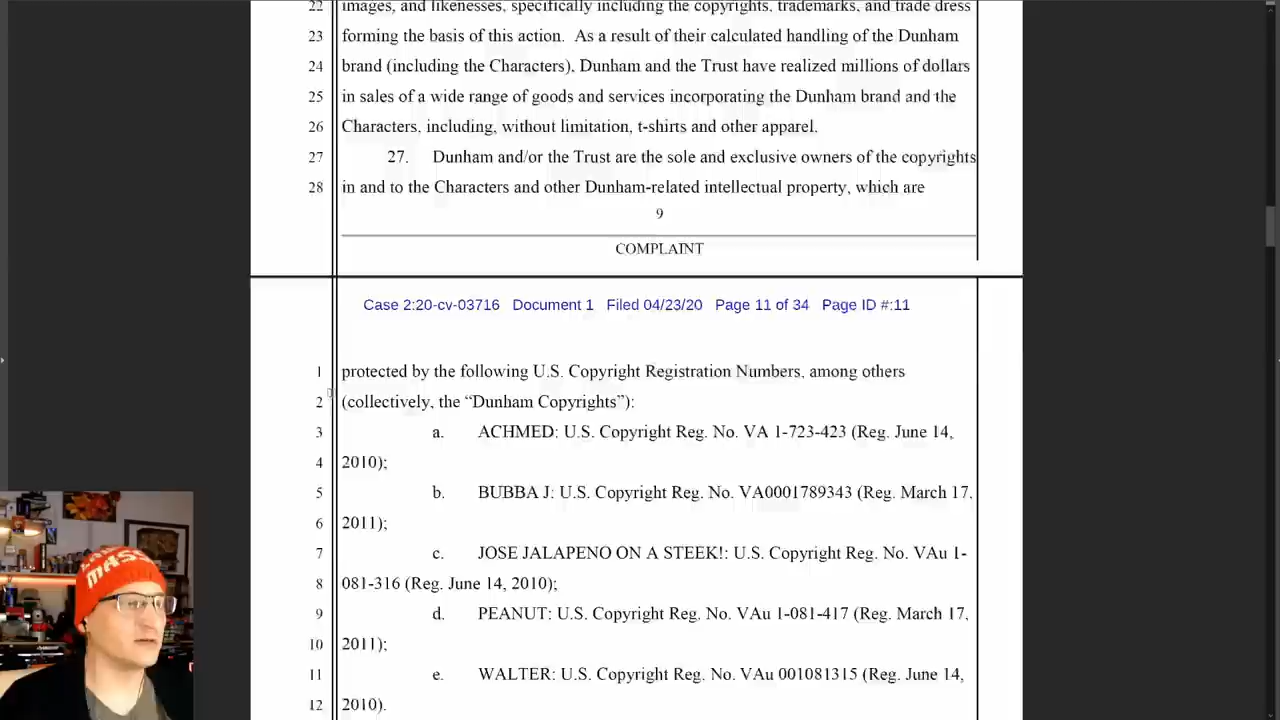 22 images, and likenesses, specifically including the copyrights, trademarks, and trade dress
23 forming the basis of this action. As a result of their calculated handling of the Dunham
24 brand (including the Characters), Dunham and the Trust have realized millions of dollars
25 in sales of a wide range of goods and services incorporating the Dunham brand and the
26 Characters, including, without limitation, t-shirts and other apparel.
27 27. Dunham and/or the Trust are the sole and exclusive owners of the copyrights
28 in and to the Characters and other Dunham-related intellectual property, which are
9
COMPLAINT
Case 2:20-cv-03716 Document 1 Filed 04/23/20 Page 11 of 34 Page ID #:11
1 protected by the following U.S. Copyright Registration Numbers, among others
2 (collectively, the “Dunham Copyrights”):
3 a. ACHMED: U.S. Copyright Reg. No. VA 1-723-423 (Reg. June 14,
4 2010);
5 b. BUBBA J: U.S. Copyright Reg. No. VA0001789343 (Reg. March 17,
6 2011);
7 c. JOSE JALAPENO ON A STEEK!: U.S. Copyright Reg. No. VAu 1-
8 081-316 (Reg. June 14, 2010);
9 d. PEANUT: U.S. Copyright Reg. No. VAu 1-081-417 (Reg. March 17,
10 2011);
11 e. WALTER: U.S. Copyright Reg. No. VAu 001081315 (Reg. June 14,
12 2010).